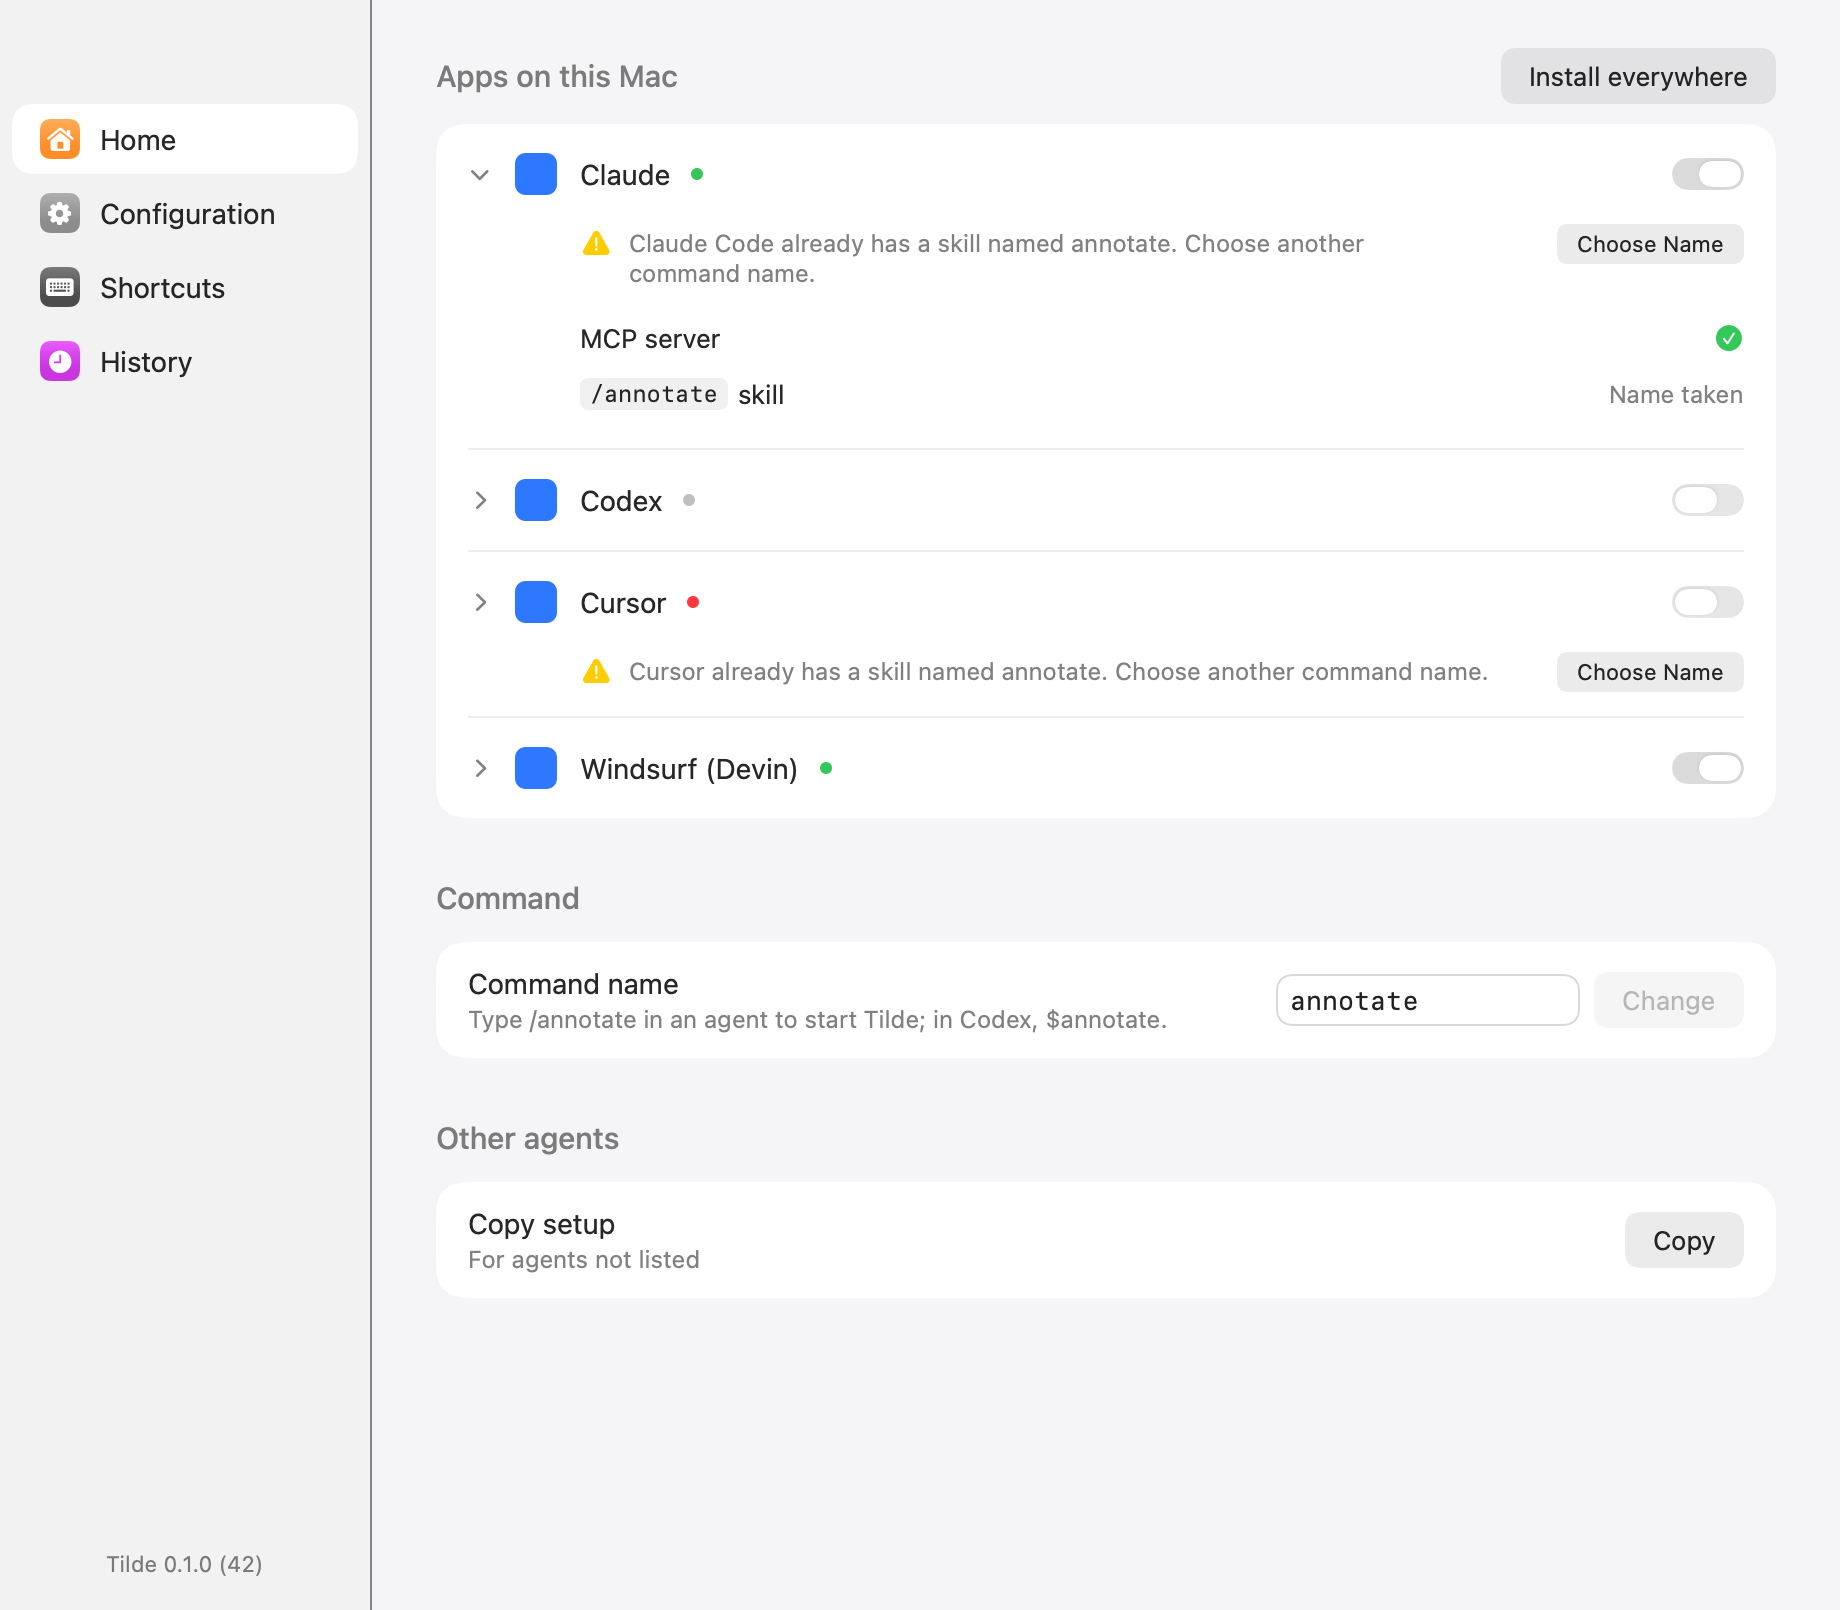 Home
Configuration
Shortcuts
History
Tilde 0.1.0 (42)
Apps on this Mac
Install everywhere
Claude
Claude Code already has a skill named annotate. Choose another
command name.
Choose Name
MCP server
/annotate skill
Name taken
Codex
Cursor
Cursor already has a skill named annotate. Choose another command name.
Choose Name
Windsurf (Devin)
Command
Command name
Type /annotate in an agent to start Tilde; in Codex, $annotate.
annotate
Change
Other agents
Copy setup
For agents not listed
Copy